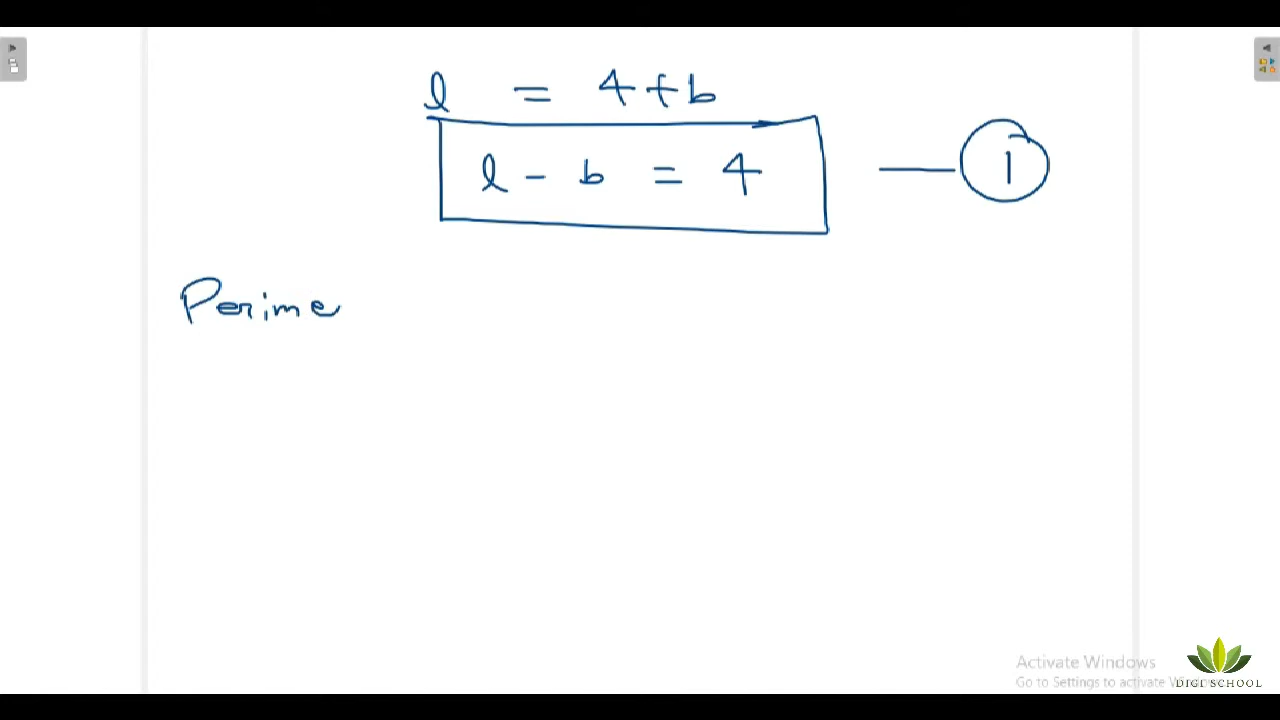 l = 4+b
l - b = 4 — 1
Perime
Activate Windows
Go to Settings to activate Windows.
DIGI SCHOOL